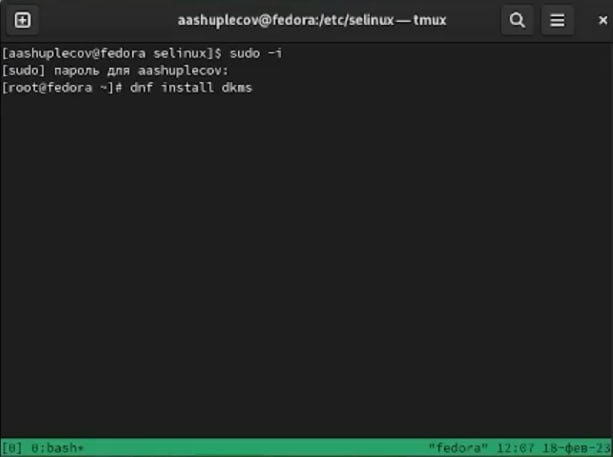 aashuplecov@fedora:/etc/selinux — tmux
[aashuplecov@fedora selinux]$ sudo -i
[sudo] пароль для aashuplecov:
[root@fedora ~]# dnf install dkms
[0] 0:bash* "fedora" 12:07 18-фев-23